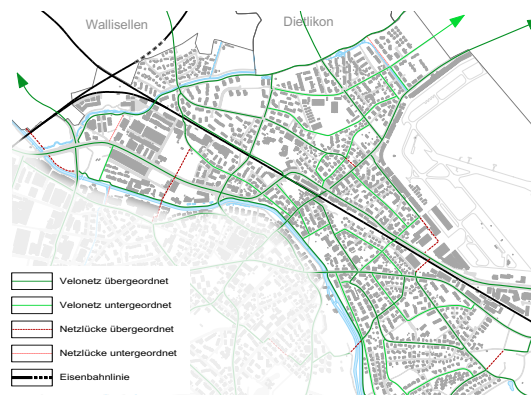 Wallisellen
Dietlikon
Velonetz übergeordnet
Velonetz untergeordnet
Netzlücke übergeordnet
Netzlücke untergeordnet
Eisenbahnlinie